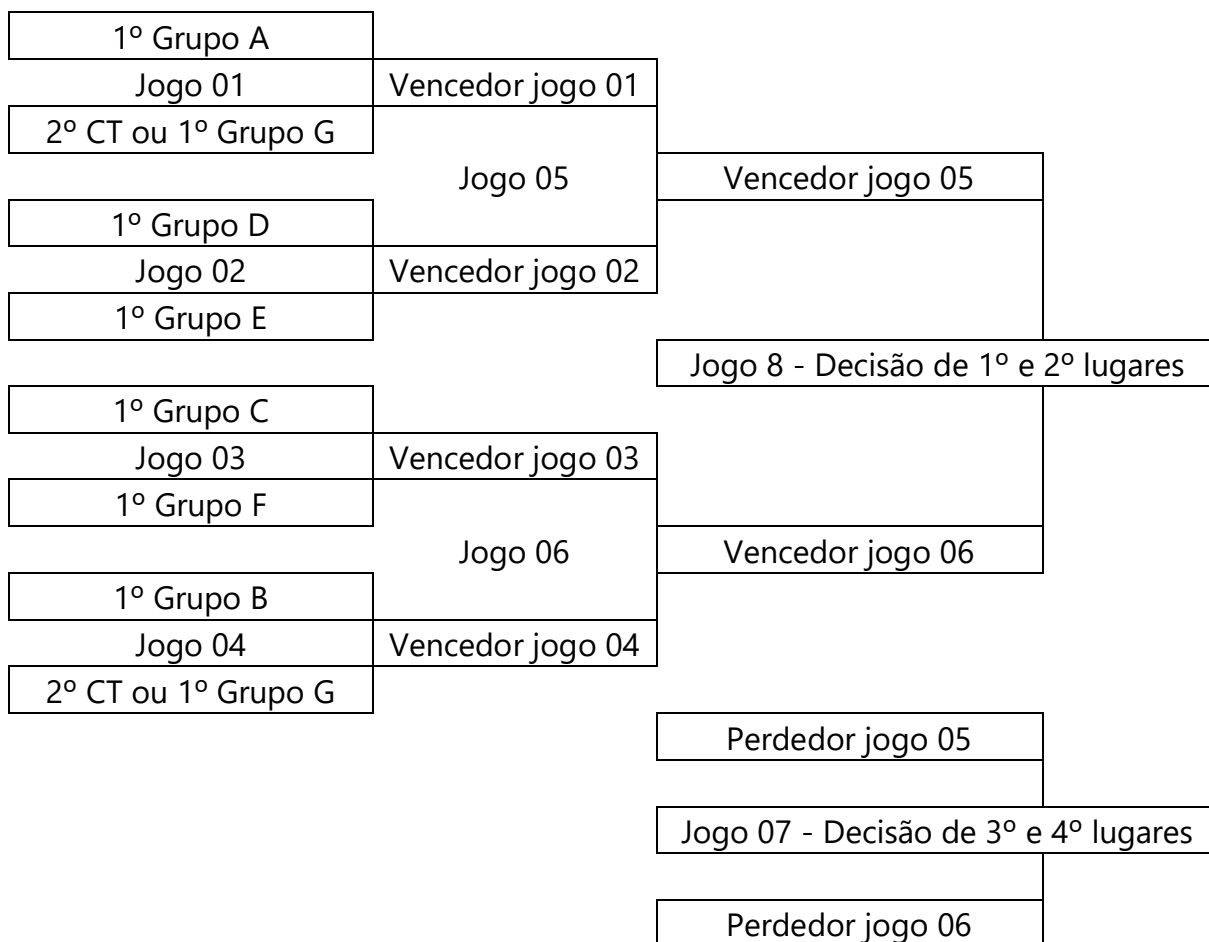 1º Grupo A
Jogo 01
Vencedor jogo 01
2º CT ou 1º Grupo G
Jogo 05
Vencedor jogo 05
1º Grupo D
Jogo 02
Vencedor jogo 02
1º Grupo E
Jogo 8 - Decisão de 1º e 2º lugares
1º Grupo C
Jogo 03
Vencedor jogo 03
1º Grupo F
Jogo 06
Vencedor jogo 06
1º Grupo B
Jogo 04
Vencedor jogo 04
2º CT ou 1º Grupo G
Perdedor jogo 05
Jogo 07 - Decisão de 3º e 4º lugares
Perdedor jogo 06